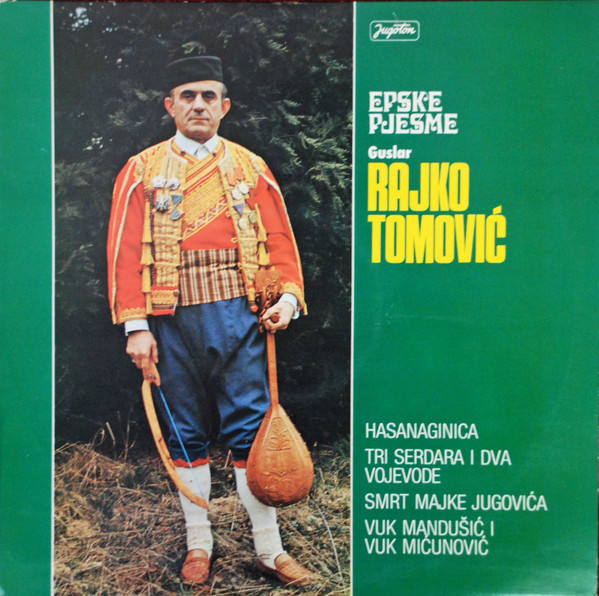 Jugoton
EPSKE
PJESME
Guslar
RAJKO
TOMOVIĆ
HASANAGINICA
TRI SERDARA I DVA
VOJEVODE
SMRT MAJKE JUGOVIĆA
VUK MANDUŠIĆ I
VUK MIĆUNOVIĆ